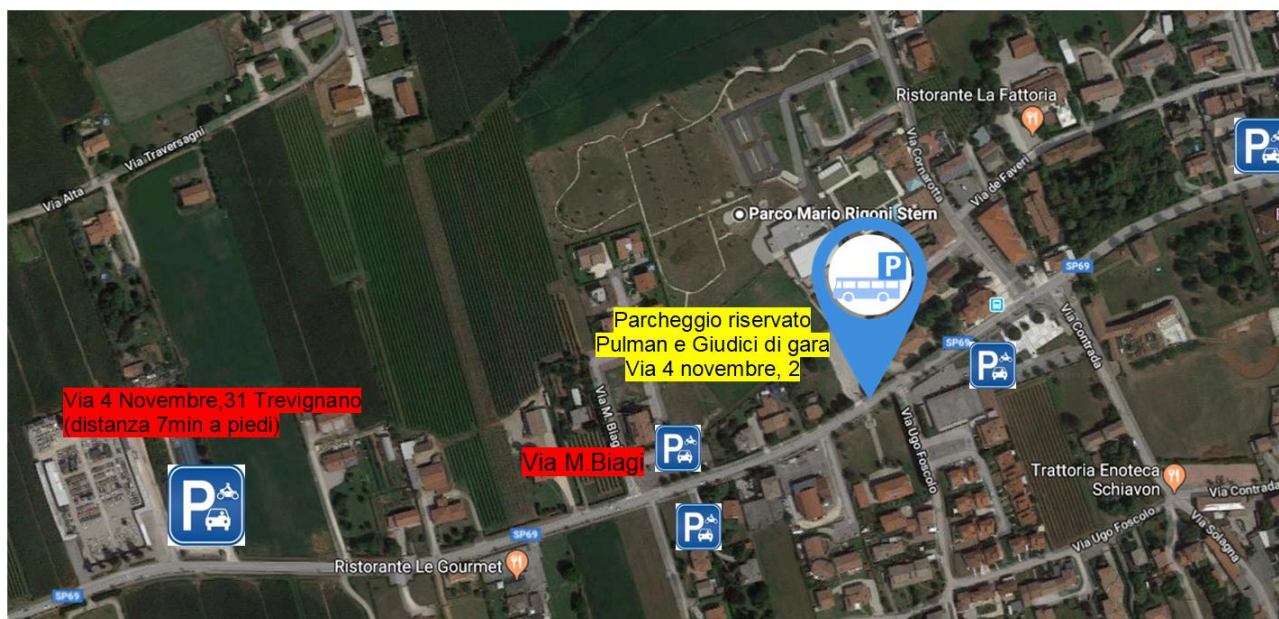 Ristorante La Fattoria
Via Traversagni
Via Cornarotta
Via de Faveri
Via Alta
Parco Mario Rigoni Stern
P
P
SP69
Parcheggio riservato
Pulman e Giudici di gara
Via 4 novembre, 2
SP69
Via Contrada
P
Via 4 Novembre,31 Trevignano
(distanza 7min a piedi)
Via M. Biagi
Via M.Biagi
P
Via Ugo Foscolo
Trattoria Enoteca
Schiavon
Via Contrada
P
P
Via Solagna
Via Ugo Foscolo
SP69
Ristorante Le Gourmet
SP69